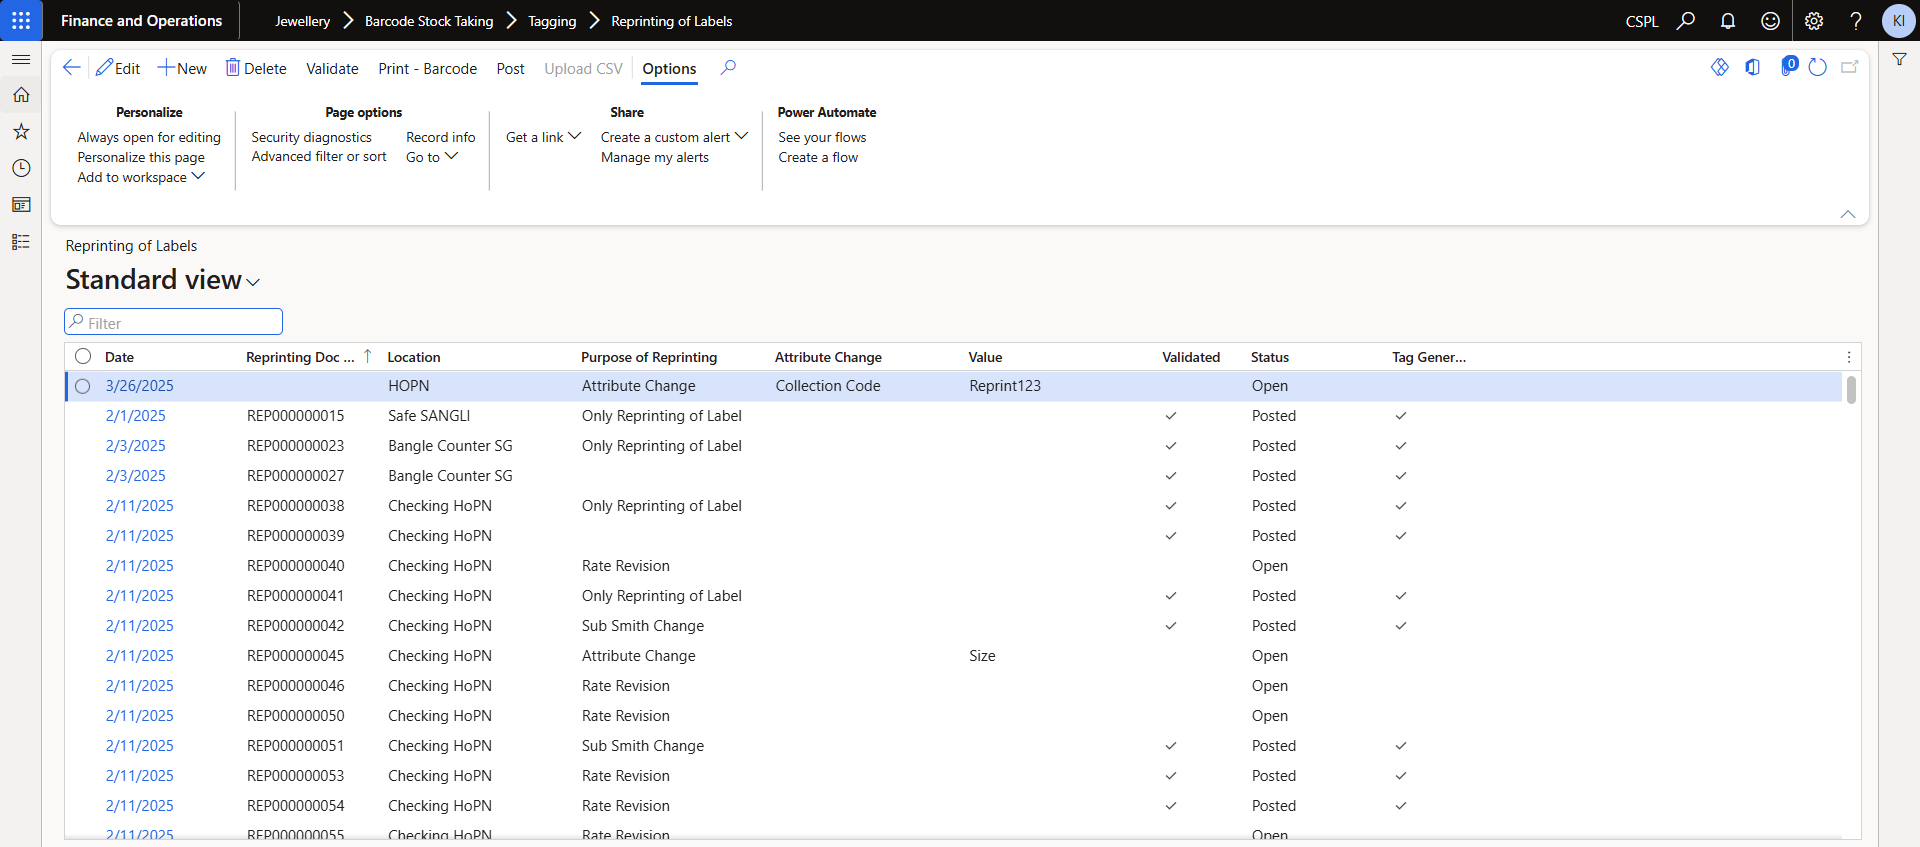 Finance and Operations Jewellery Barcode Stock Taking Tagging Reprinting of Labels CSPL KI
Edit New Delete Validate Print - Barcode Post Upload CSV Options 0
Personalize Page options Share Power Automate
Always open for editing Security diagnostics Record info Get a link Create a custom alert See your flows
Personalize this page Advanced filter or sort Go to Manage my alerts Create a flow
Add to workspace
Reprinting of Labels
Standard view
Filter
Date Reprinting Doc ... Location Purpose of Reprinting Attribute Change Value Validated Status Tag Gener...
3/26/2025 HOPN Attribute Change Collection Code Reprint123 Open
2/1/2025 REP000000015 Safe SANGLI Only Reprinting of Label Posted
2/3/2025 REP000000023 Bangle Counter SG Only Reprinting of Label Posted
2/3/2025 REP000000027 Bangle Counter SG Posted
2/11/2025 REP000000038 Checking HoPN Only Reprinting of Label Posted
2/11/2025 REP000000039 Checking HoPN Posted
2/11/2025 REP000000040 Checking HoPN Rate Revision Open
2/11/2025 REP000000041 Checking HoPN Only Reprinting of Label Posted
2/11/2025 REP000000042 Checking HoPN Sub Smith Change Posted
2/11/2025 REP000000045 Checking HoPN Attribute Change Size Open
2/11/2025 REP000000046 Checking HoPN Rate Revision Open
2/11/2025 REP000000050 Checking HoPN Rate Revision Open
2/11/2025 REP000000051 Checking HoPN Sub Smith Change Posted
2/11/2025 REP000000053 Checking HoPN Rate Revision Posted
2/11/2025 REP000000054 Checking HoPN Rate Revision Posted
2/11/2025 REP000000055 Checking HoPN Rate Revision Open